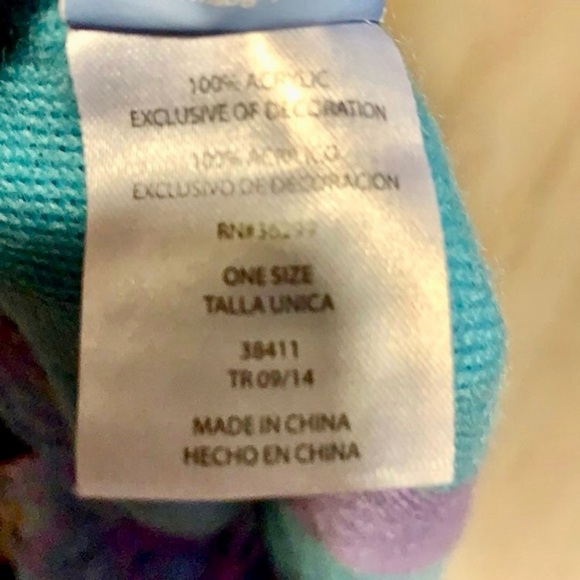 100% ACRYLIC
EXCLUSIVE OF DECORATION
100% ACRILICO
EXCLUSIVO DE DECORACION
ONE SIZE
TALLA UNICA
38411
TR 09/14
MADE IN CHINA
HECHO EN CHINA